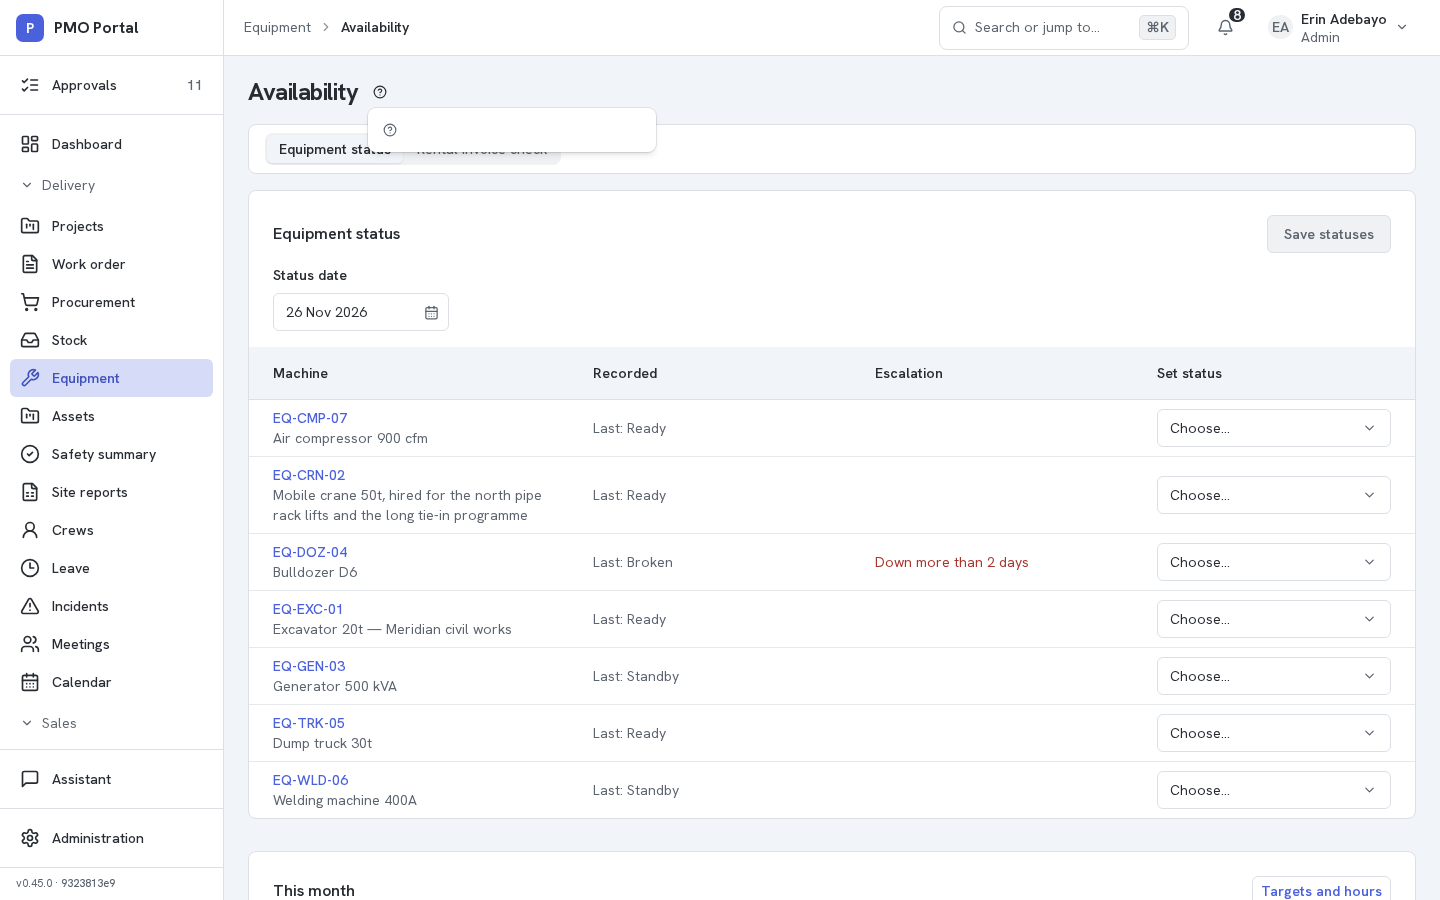 P PMO Portal
Equipment > Availability
Search or jump to... ⌘K
8
EA Erin Adebayo
Admin
Approvals 11
Dashboard
Delivery
Projects
Work order
Procurement
Stock
Equipment
Assets
Safety summary
Site reports
Crews
Leave
Incidents
Meetings
Calendar
Sales
Assistant
Administration
v0.45.0 · 9323813e9
Availability
Equipment status Rental invoice check
Equipment status
Save statuses
Status date
26 Nov 2026
Machine Recorded Escalation Set status
EQ-CMP-07
Air compressor 900 cfm
Last: Ready
Choose...
EQ-CRN-02
Mobile crane 50t, hired for the north pipe
rack lifts and the long tie-in programme
Last: Ready
Choose...
EQ-DOZ-04
Bulldozer D6
Last: Broken
Down more than 2 days
Choose...
EQ-EXC-01
Excavator 20t — Meridian civil works
Last: Ready
Choose...
EQ-GEN-03
Generator 500 kVA
Last: Standby
Choose...
EQ-TRK-05
Dump truck 30t
Last: Ready
Choose...
EQ-WLD-06
Welding machine 400A
Last: Standby
Choose...
This month
Targets and hours